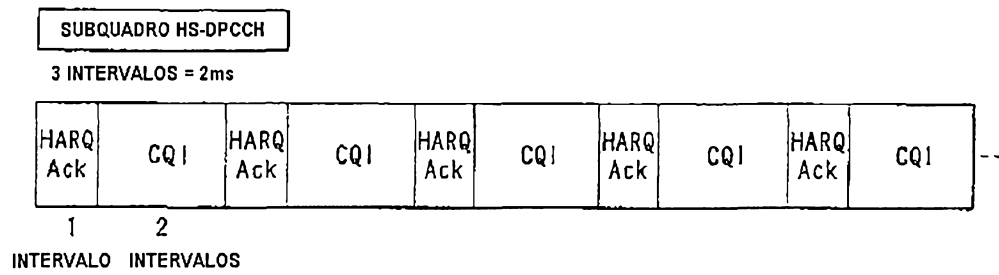 SUBQUADRO HS-DPCCH
3 INTERVALOS = 2ms
HARQ Ack CQI HARQ Ack CQI HARQ Ack CQI HARQ Ack CQI HARQ Ack CQI
1 2
INTERVALO INTERVALOS